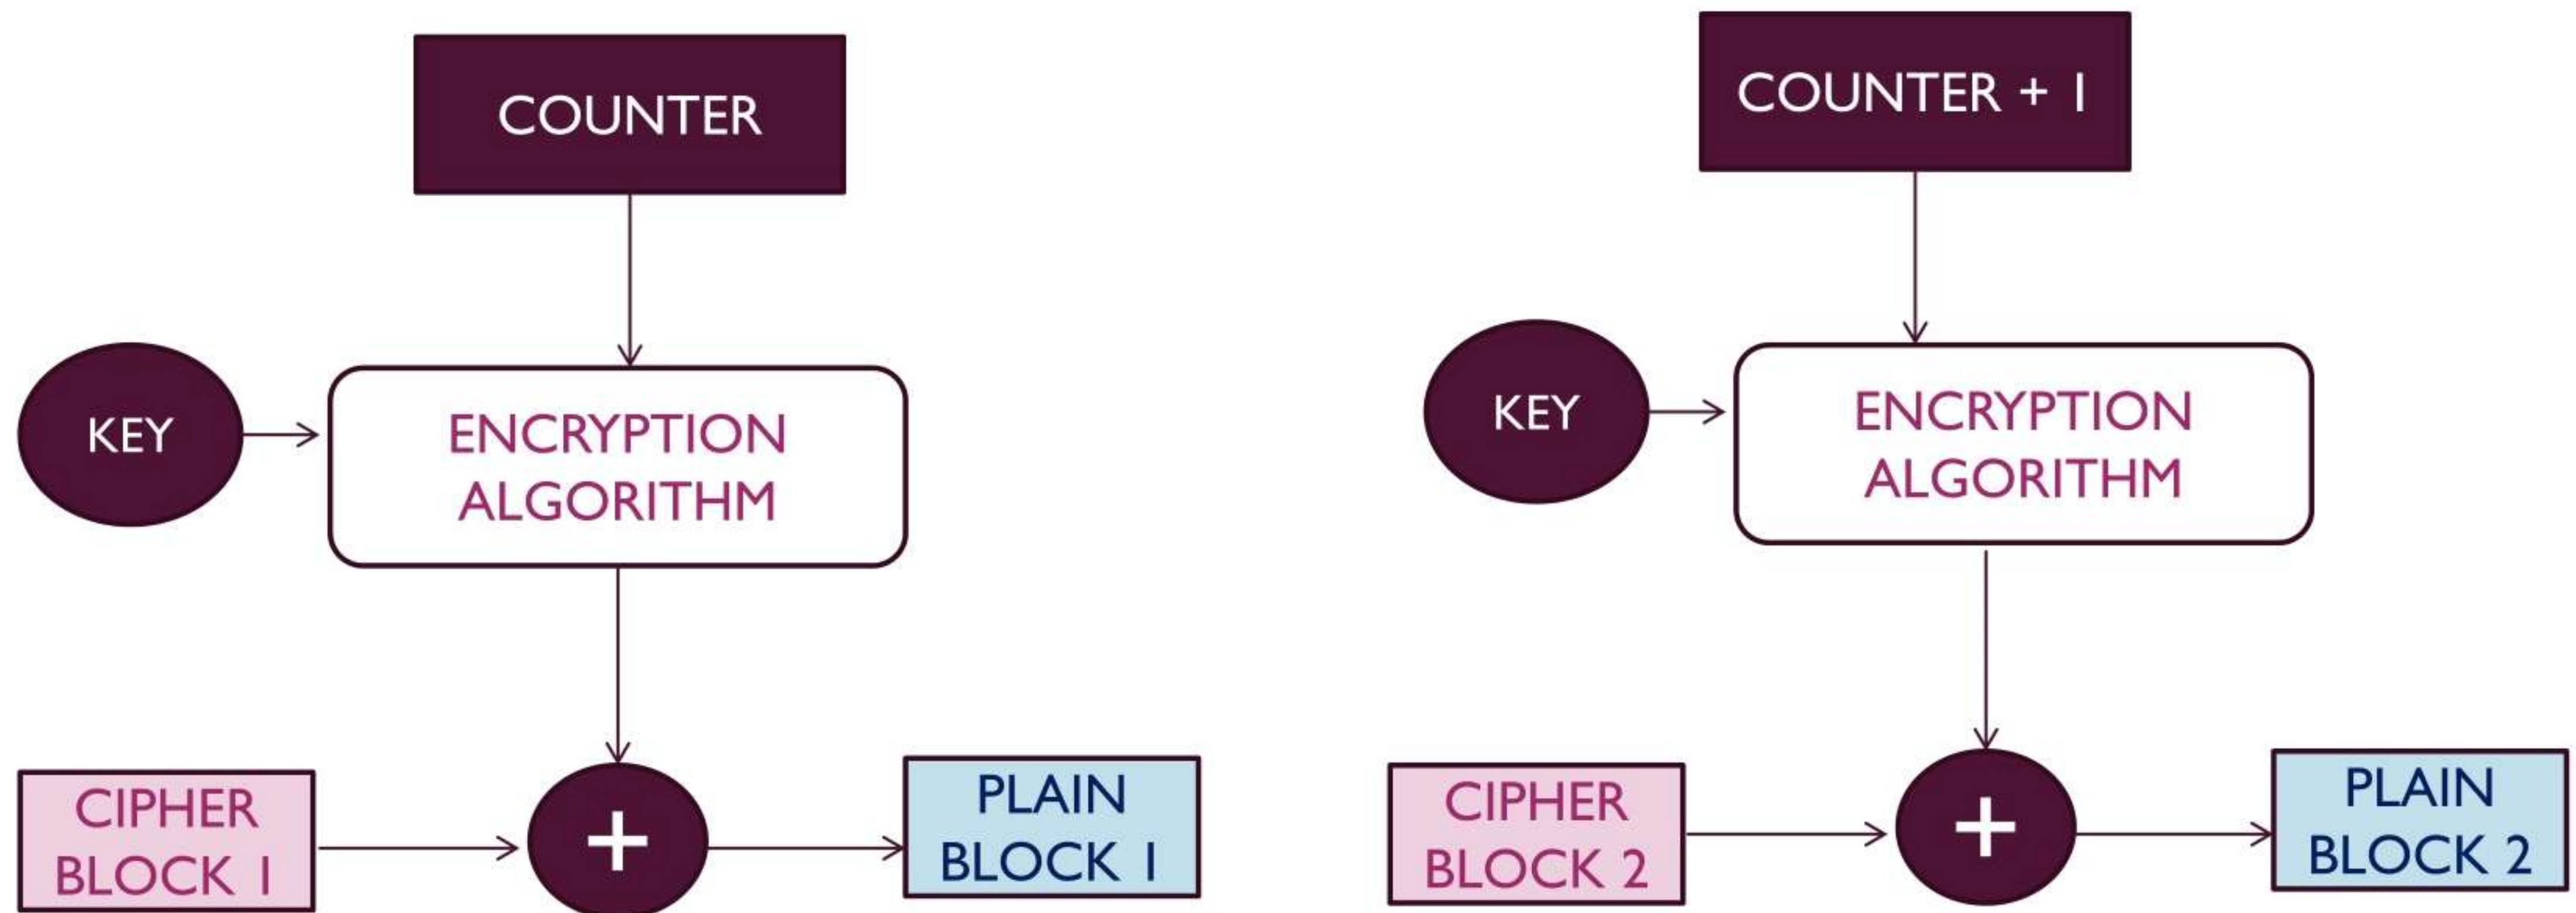 COUNTER
KEY
ENCRYPTION
ALGORITHM
CIPHER
BLOCK 1
+
PLAIN
BLOCK 1
COUNTER + 1
KEY
ENCRYPTION
ALGORITHM
CIPHER
BLOCK 2
+
PLAIN
BLOCK 2